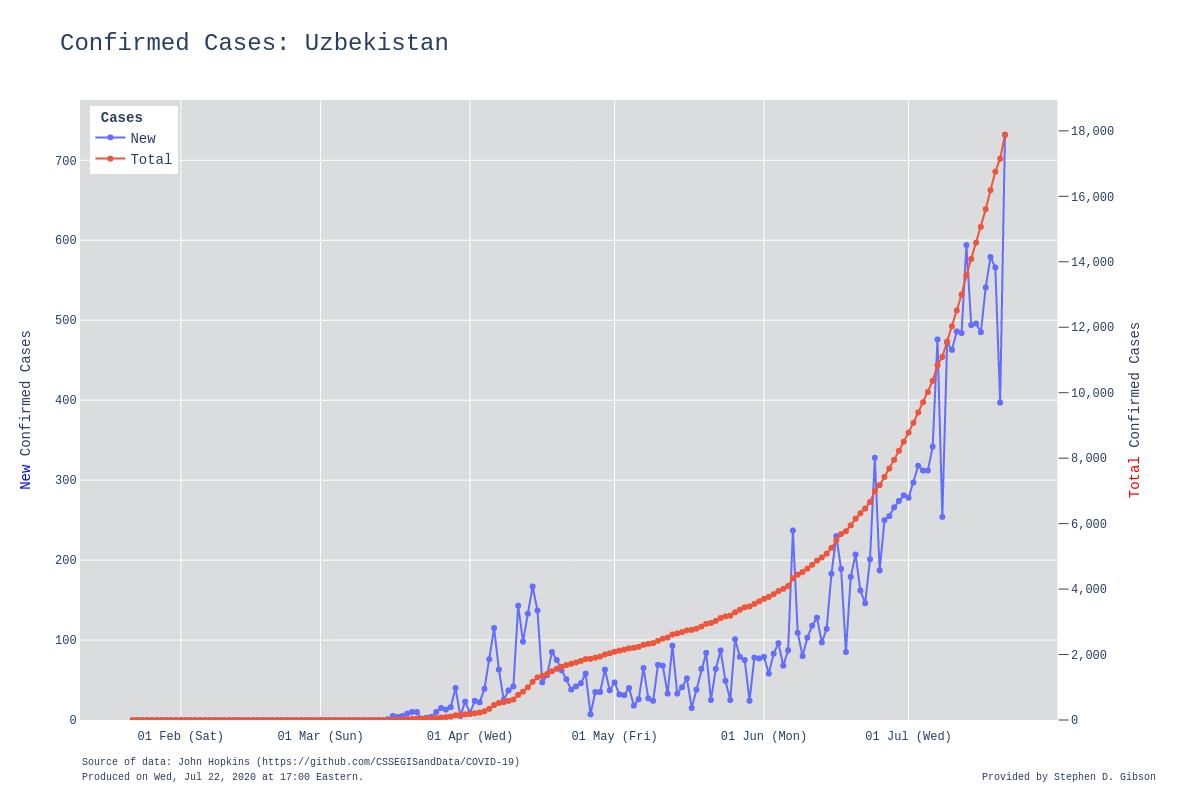 Confirmed Cases: Uzbekistan
Cases
New
Total
700
600
500
400
300
200
100
0
18,000
16,000
14,000
12,000
10,000
8,000
6,000
4,000
2,000
0
New Confirmed Cases
Total Confirmed Cases
01 Feb (Sat)
01 Mar (Sun)
01 Apr (Wed)
01 May (Fri)
01 Jun (Mon)
01 Jul (Wed)
Source of data: John Hopkins (https://github.com/CSSEGISandData/COVID-19)
Produced on Wed, Jul 22, 2020 at 17:00 Eastern.
Provided by Stephen D. Gibson